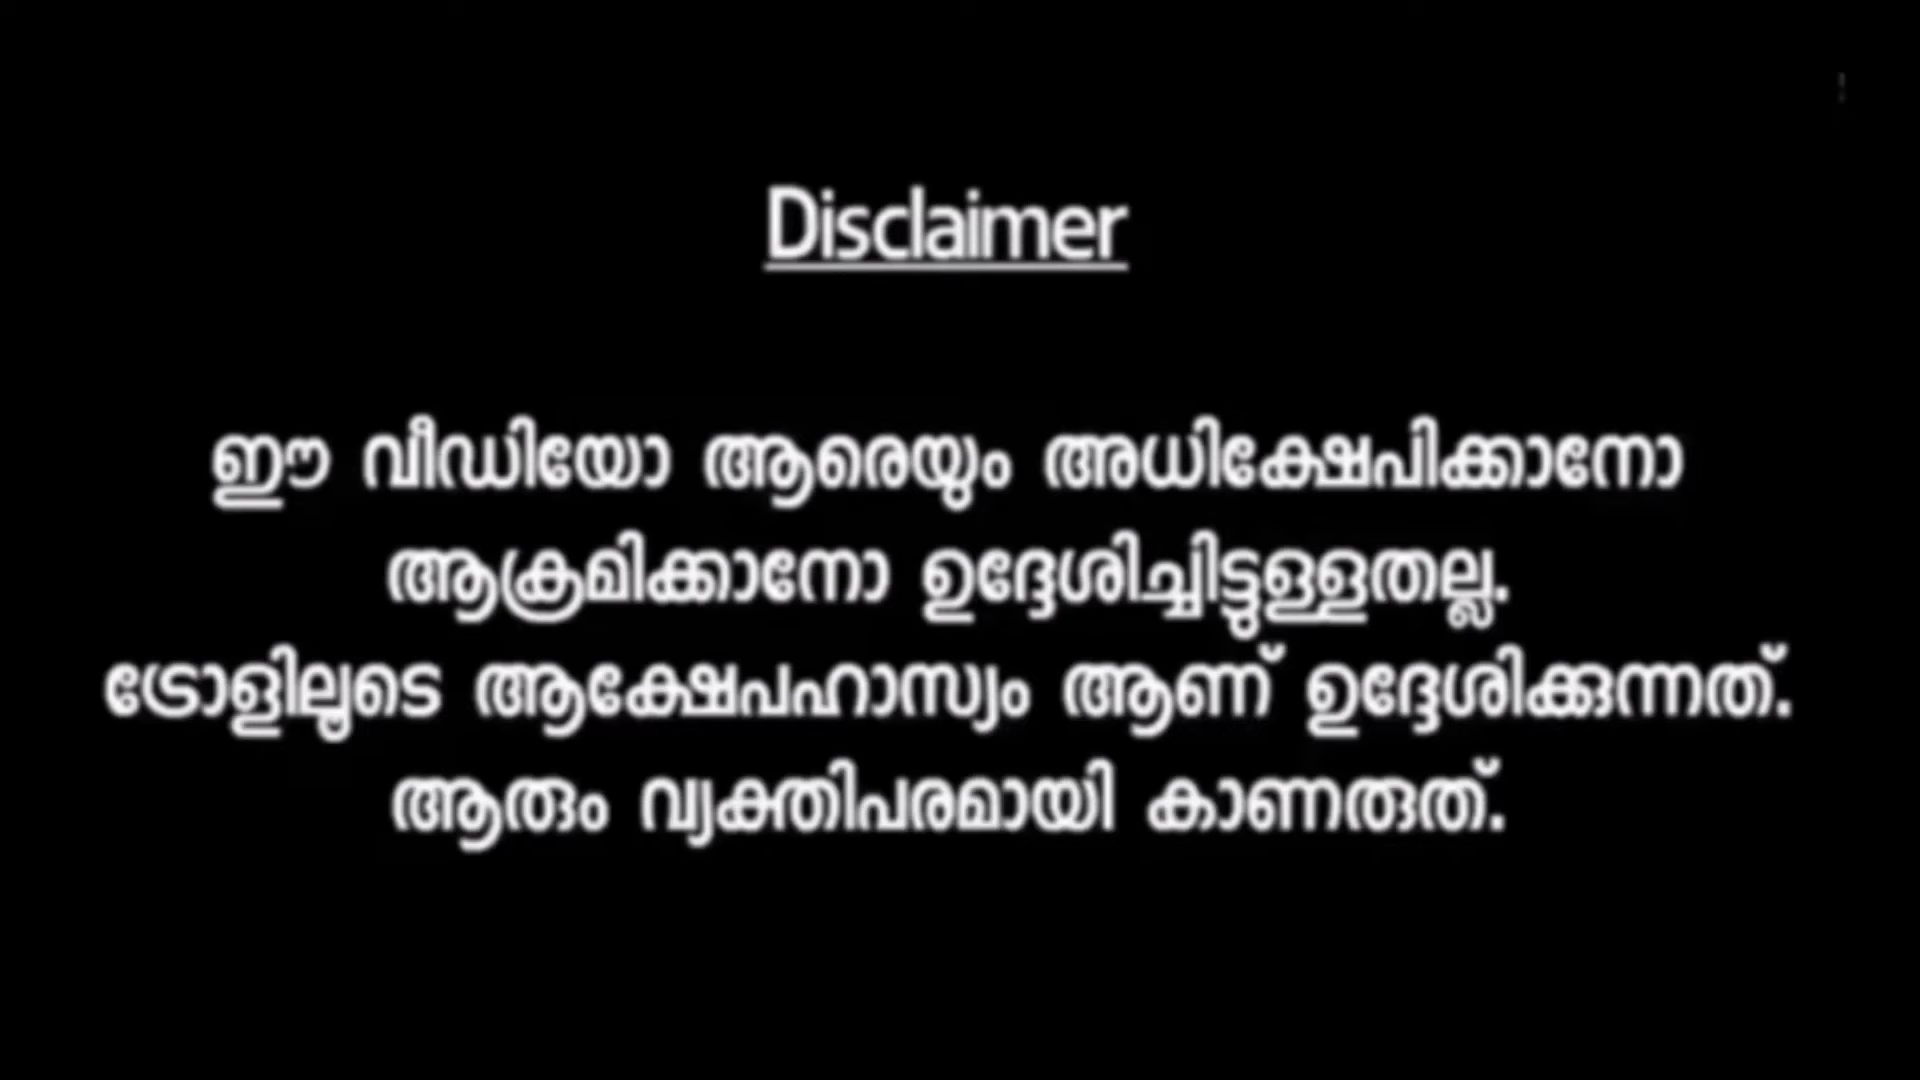 Disclaimer
ഈ വീഡിയോ ആരെയും അധിക്ഷേപിക്കാനോ
ആക്രമിക്കാനോ ഉദ്ദേശിച്ചിട്ടുള്ളതല്ല.
ട്രോളിലൂടെ ആക്ഷേപഹാസ്യം ആണ് ഉദ്ദേശിക്കുന്നത്.
ആരും വ്യക്തിപരമായി കാണരുത്.